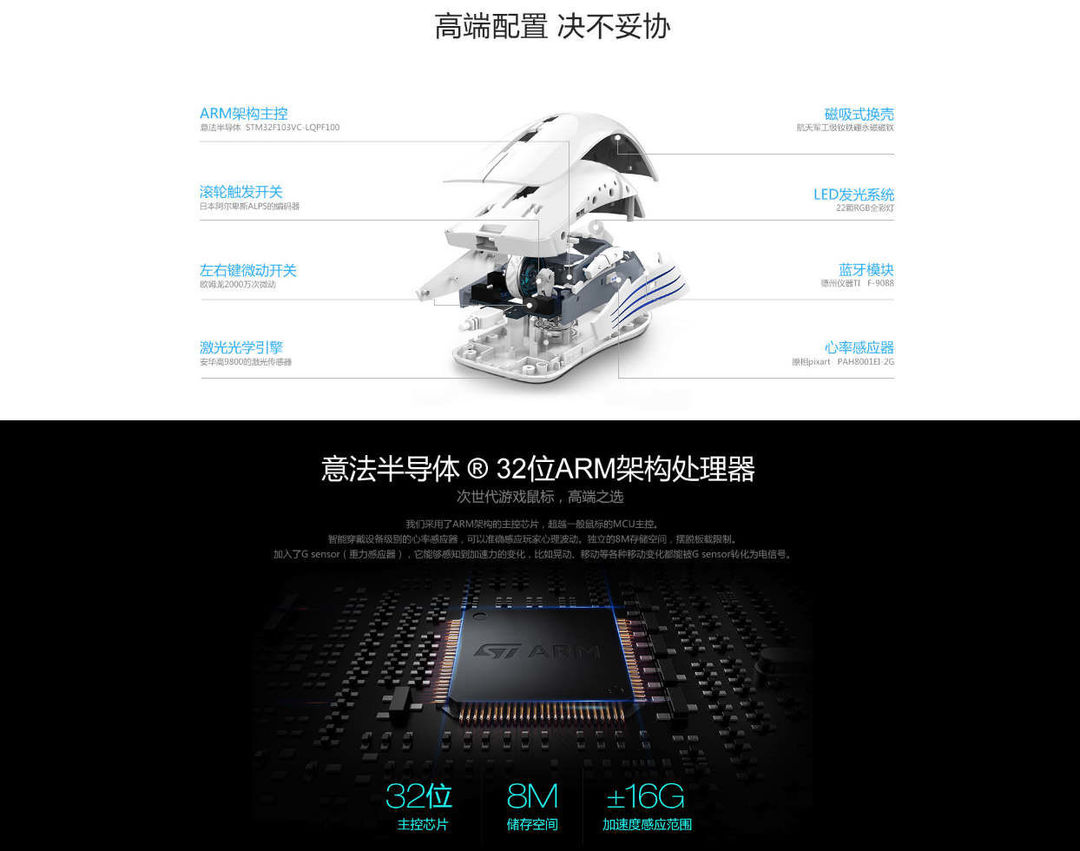 高端配置 决不妥协
ARM架构主控
意法半导体 STM32F103VC-LQPF100
滚轮触发开关
日本阿尔卑斯ALPS的编码器
左右键微动开关
欧姆龙2000万次微动
激光光学引擎
安华高9800的激光传感器
磁吸式换壳
航天军工级钕铁硼永磁磁铁
LED发光系统
22颗RGB全彩灯
蓝牙模块
德州仪器TI F-9088
心率感应器
原相pixart PAH8001EI-2G
意法半导体 ® 32位ARM架构处理器
次世代游戏鼠标，高端之选
我们采用了ARM架构的主控芯片，超越一般鼠标的MCU主控。
智能穿戴设备级别的心率感应器，可以准确感应玩家心理波动。独立的8M存储空间，摆脱板载限制。
加入了G sensor（重力感应器），它能够感知到加速力的变化，比如晃动、移动等各种移动变化都能被G sensor转化为电信号。
ST ARM
32位
主控芯片
8M
储存空间
±16G
加速度感应范围